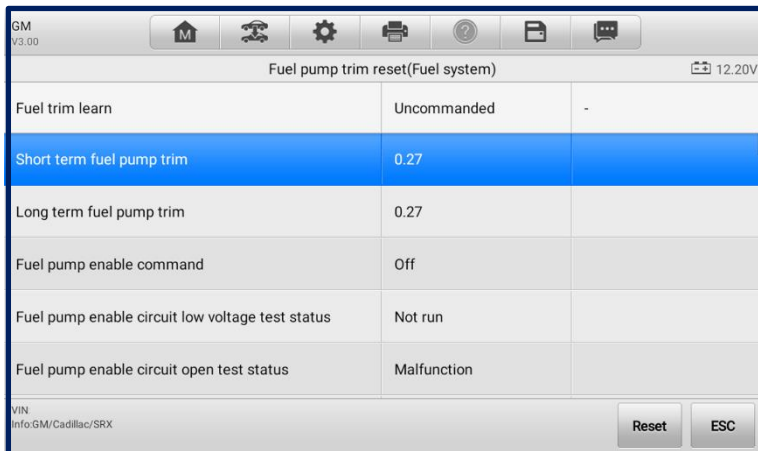 GM
V3.00
M
?
Fuel pump trim reset(Fuel system)
12.20V
Fuel trim learn Uncommanded -
Short term fuel pump trim 0.27
Long term fuel pump trim 0.27
Fuel pump enable command Off
Fuel pump enable circuit low voltage test status Not run
Fuel pump enable circuit open test status Malfunction
VIN
Info:GM/Cadillac/SRX
Reset ESC